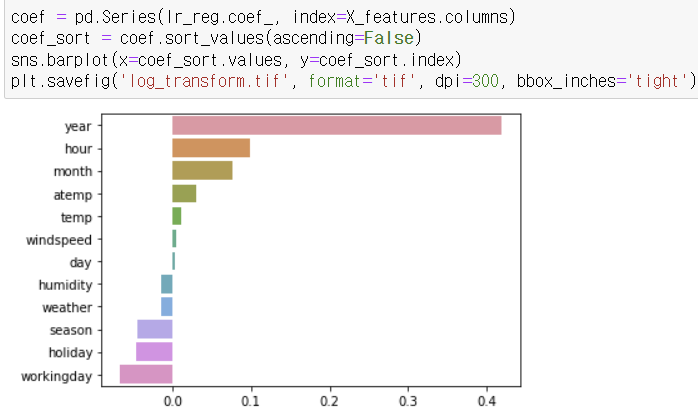 coef = pd.Series(lr_reg.coef_, index=X_features.columns)
coef_sort = coef.sort_values(ascending=False)
sns.barplot(x=coef_sort.values, y=coef_sort.index)
plt.savefig('log_transform.tif', format='tif', dpi=300, bbox_inches='tight')
year
hour
month
atemp
temp
windspeed
day
humidity
weather
season
holiday
workingday
0.0 0.1 0.2 0.3 0.4